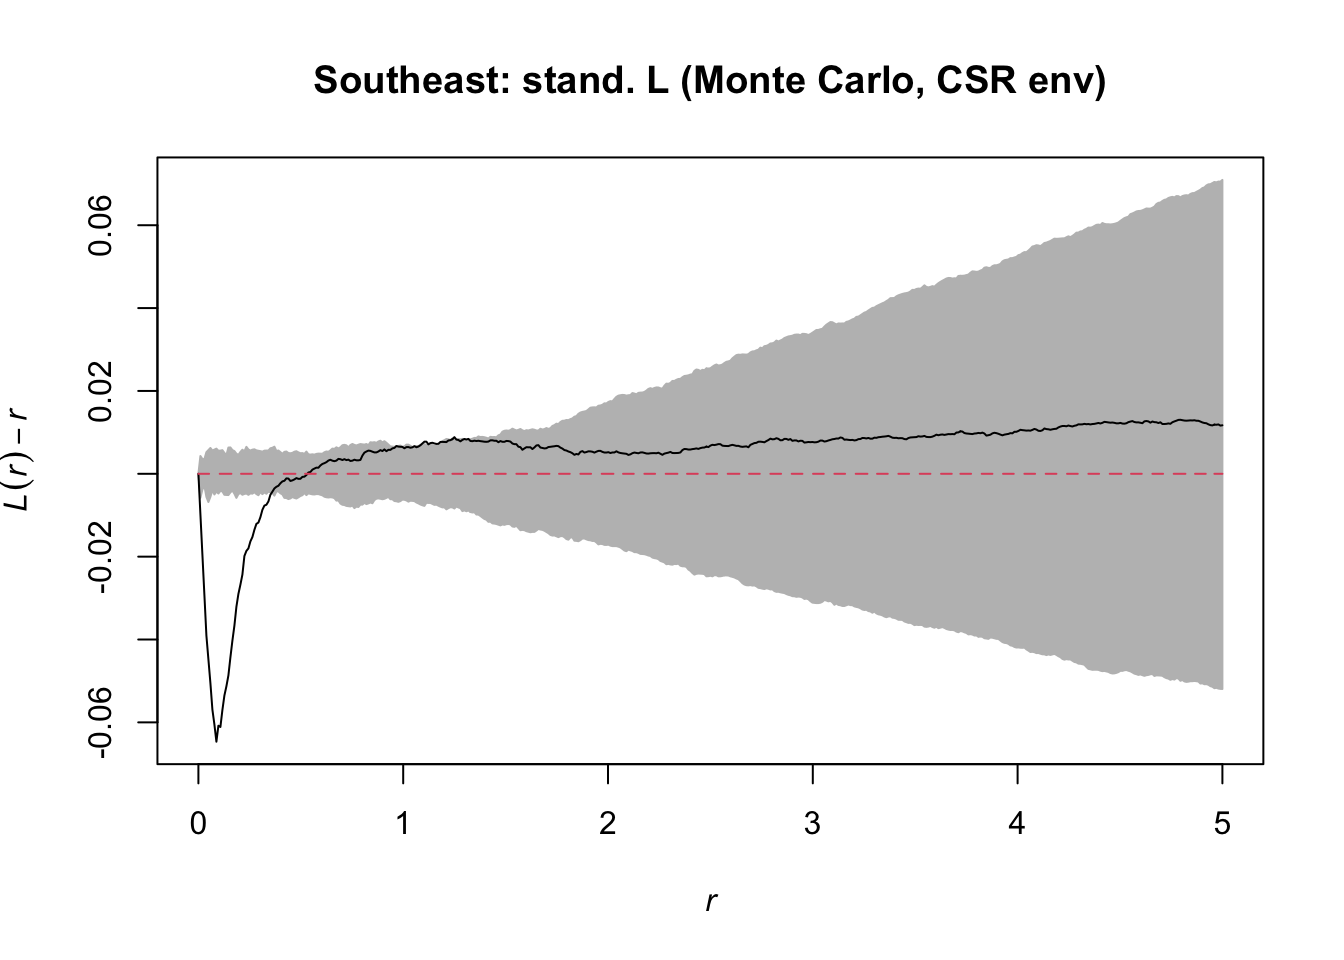 Southeast: stand. L (Monte Carlo, CSR env)
L(r) − r
0.06
0.02
-0.02
-0.06
0 1 2 3 4 5
r